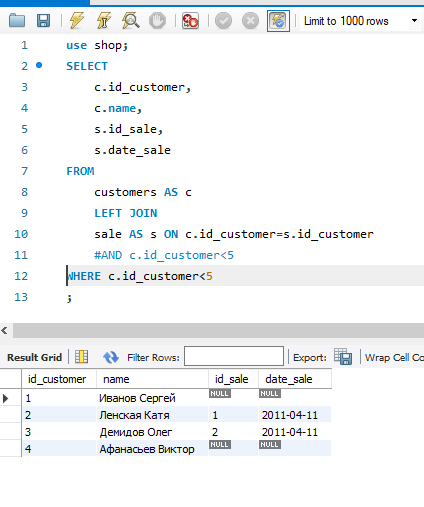 Limit to 1000 rows
1 use shop;
2 SELECT
3 c.id_customer,
4 c.name,
5 s.id_sale,
6 s.date_sale
7 FROM
8 customers AS c
9 LEFT JOIN
10 sale AS s ON c.id_customer=s.id_customer
11 #AND c.id_customer<5
12 WHERE c.id_customer<5
13 ;
Result Grid Filter Rows: Export: Wrap Cell Co
id_customer name id_sale date_sale
1 Иванов Сергей NULL NULL
2 Ленская Катя 1 2011-04-11
3 Демидов Олег 2 2011-04-11
4 Афанасьев Виктор NULL NULL